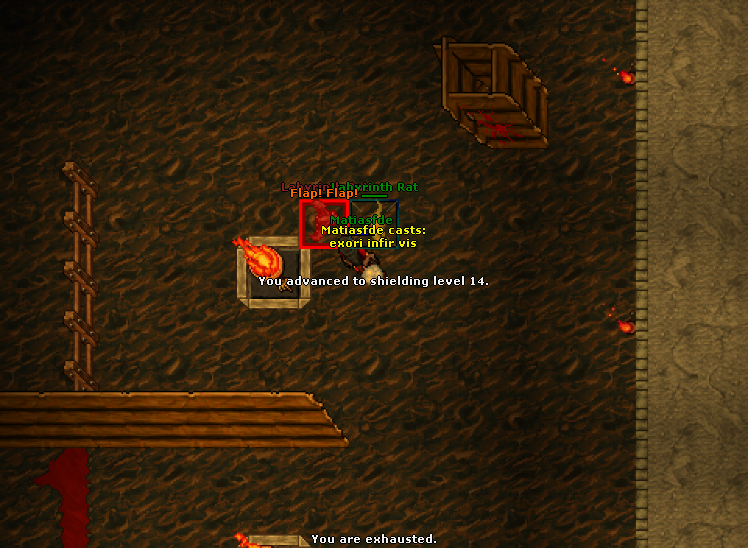 Labyrinth Rat
Flap! Flap!
Matiasfde
Matiasfde casts:
exori infir vis
You advanced to shielding level 14.
You are exhausted.